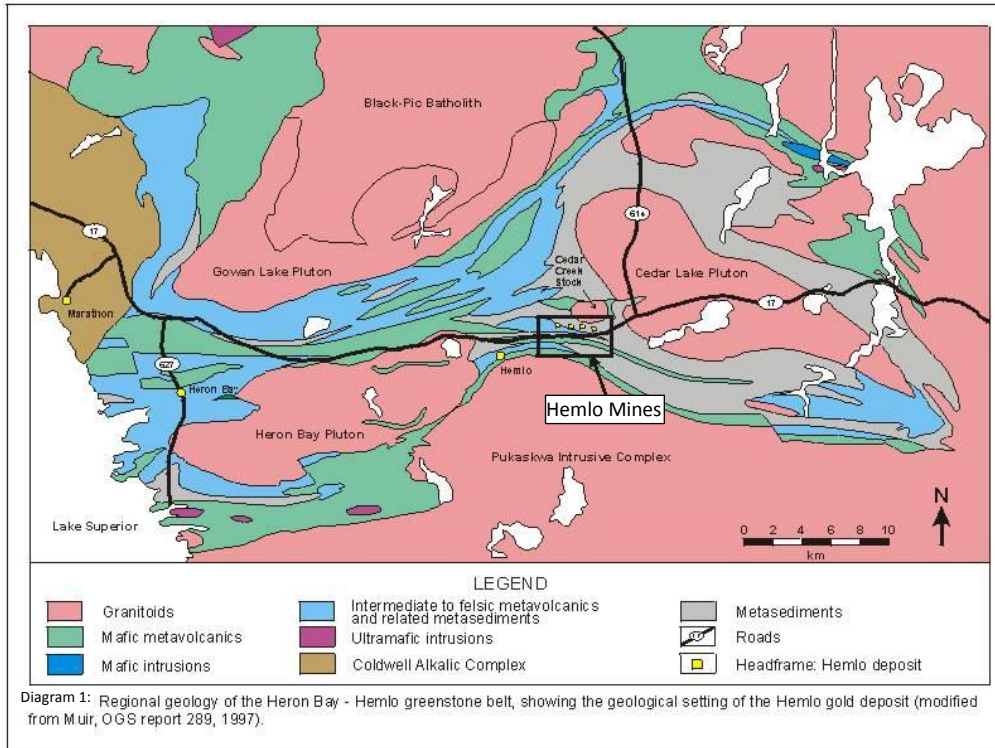 Black-Pic Batholith
614
17
Gowan Lake Pluton
Cedar
Creek
Stock
Cedar Lake Pluton
Marathon
17
627
Heron Bay
Hemlo
Hemlo Mines
Heron Bay Pluton
Pukaskwa Intrusive Complex
Lake Superior
N
0 2 4 6 8 10
km
LEGEND
Granitoids
Intermediate to felsic metavolcanics
and related metasediments
Metasediments
Mafic metavolcanics
Ultramafic intrusions
Roads
Mafic intrusions
Coldwell Alkalic Complex
Headframe: Hemlo deposit
Diagram 1: Regional geology of the Heron Bay - Hemlo greenstone belt, showing the geological setting of the Hemlo gold deposit (modified
from Muir, OGS report 289, 1997).